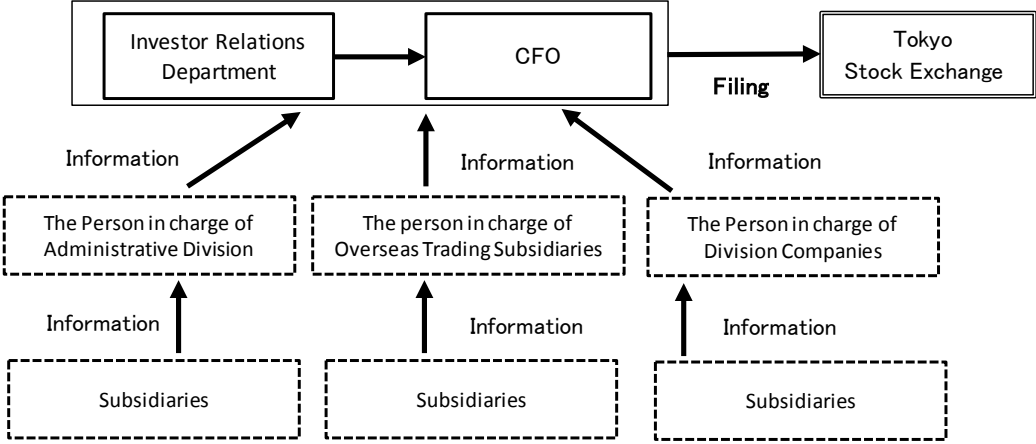 Investor Relations
Department
CFO
Tokyo
Stock Exchange
Filing
Information
Information
Information
The Person in charge of
Administrative Division
The person in charge of
Overseas Trading Subsidiaries
The Person in charge of
Division Companies
Information
Information
Information
Subsidiaries
Subsidiaries
Subsidiaries